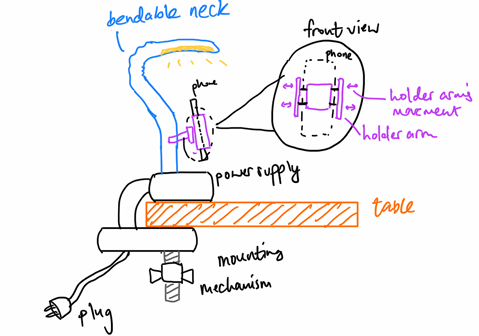 bendable neck
front view
phone
phone
holder arms
movement
holder arm
power supply
table
mounting
mechanism
plug